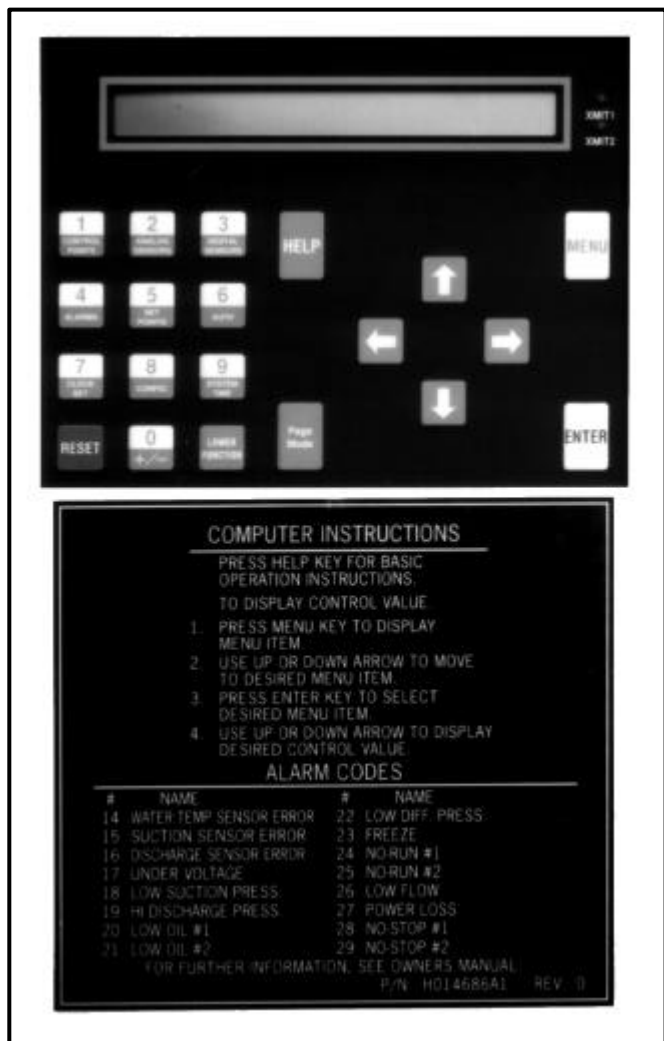 XMIT1
XMIT2
1
CONTROL
POINTS
2
ANALOG
SENSORS
3
DIGITAL
SENSORS
HELP
MENU
4
ALARMS
5
SET
POINTS
6
AUTH
7
CLOCK
SET
8
CONFIG
9
SYSTEM
TIME
RESET
0
+/−
LOWER
FUNCTION
Page
Mode
ENTER
COMPUTER INSTRUCTIONS
PRESS HELP KEY FOR BASIC
OPERATION INSTRUCTIONS.
TO DISPLAY CONTROL VALUE
1. PRESS MENU KEY TO DISPLAY
MENU ITEM.
2. USE UP OR DOWN ARROW TO MOVE
TO DESIRED MENU ITEM.
3. PRESS ENTER KEY TO SELECT
DESIRED MENU ITEM.
4. USE UP OR DOWN ARROW TO DISPLAY
DESIRED CONTROL VALUE.
ALARM CODES
# NAME # NAME
14 WATER TEMP SENSOR ERROR 22 LOW DIFF. PRESS
15 SUCTION SENSOR ERROR 23 FREEZE
16 DISCHARGE SENSOR ERROR 24 NO-RUN #1
17 UNDER VOLTAGE 25 NO-RUN #2
18 LOW SUCTION PRESS 26 LOW FLOW
19 HI DISCHARGE PRESS. 27 POWER LOSS
20 LOW OIL #1 28 NO-STOP #1
21 LOW OIL #2 29 NO-STOP #2
FOR FURTHER INFORMATION, SEE OWNERS MANUAL
P/N H014686A1 REV. 0